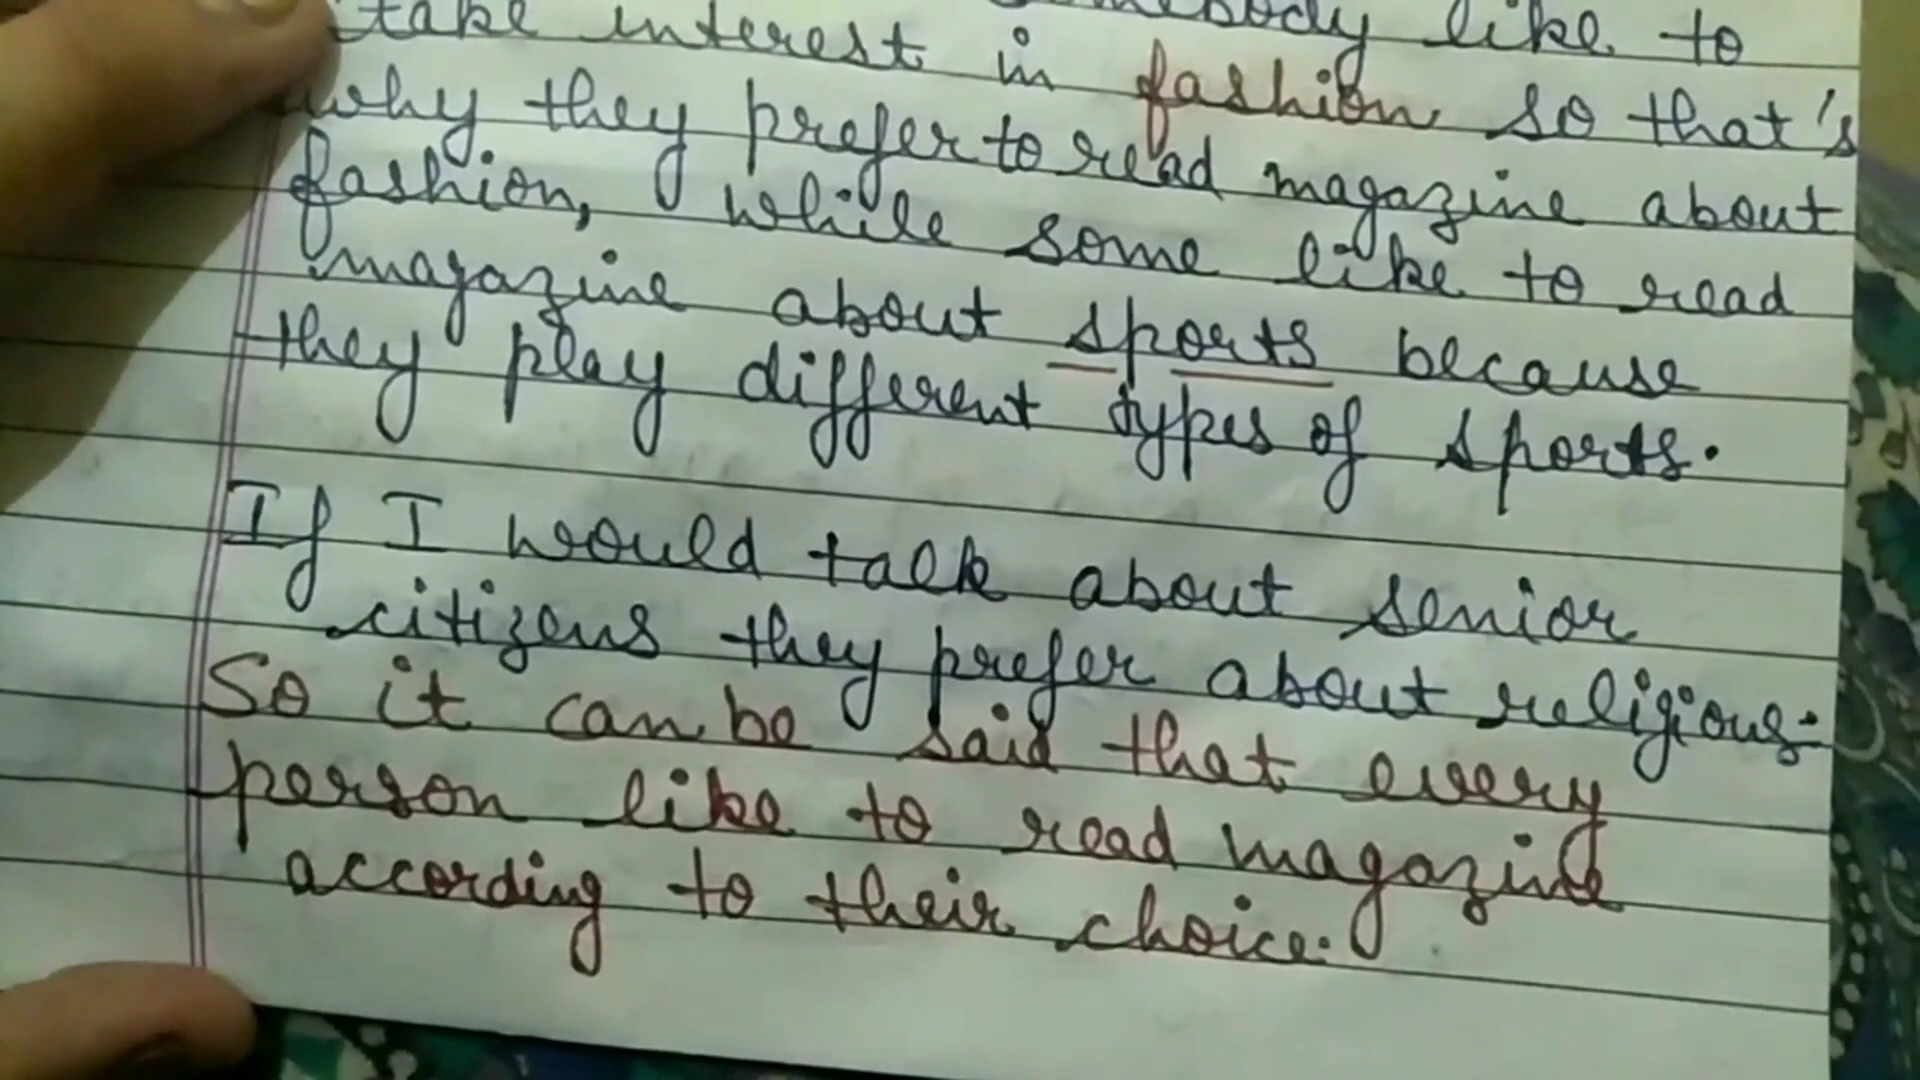 like to
take interest in fashion so that's
why they prefer to read magazine about
fashion, while some like to read
magazine about sports because
they play different types of sports.
If I would talk about senior
citizens they prefer about religious.
So it can be said that every
person like to read magazine
according to their choice.